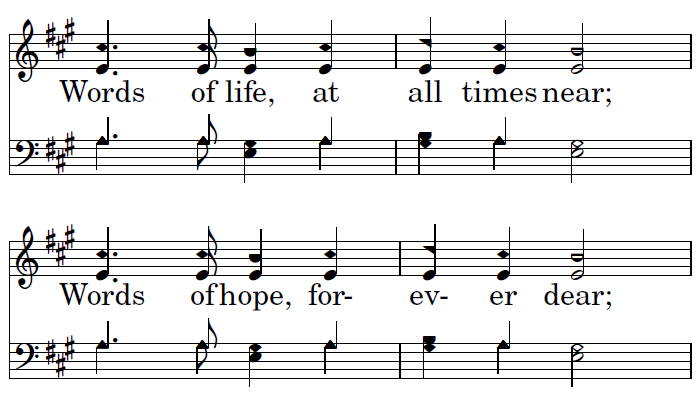 Words of life, at all times near;
Words of hope, for- ev- er dear;